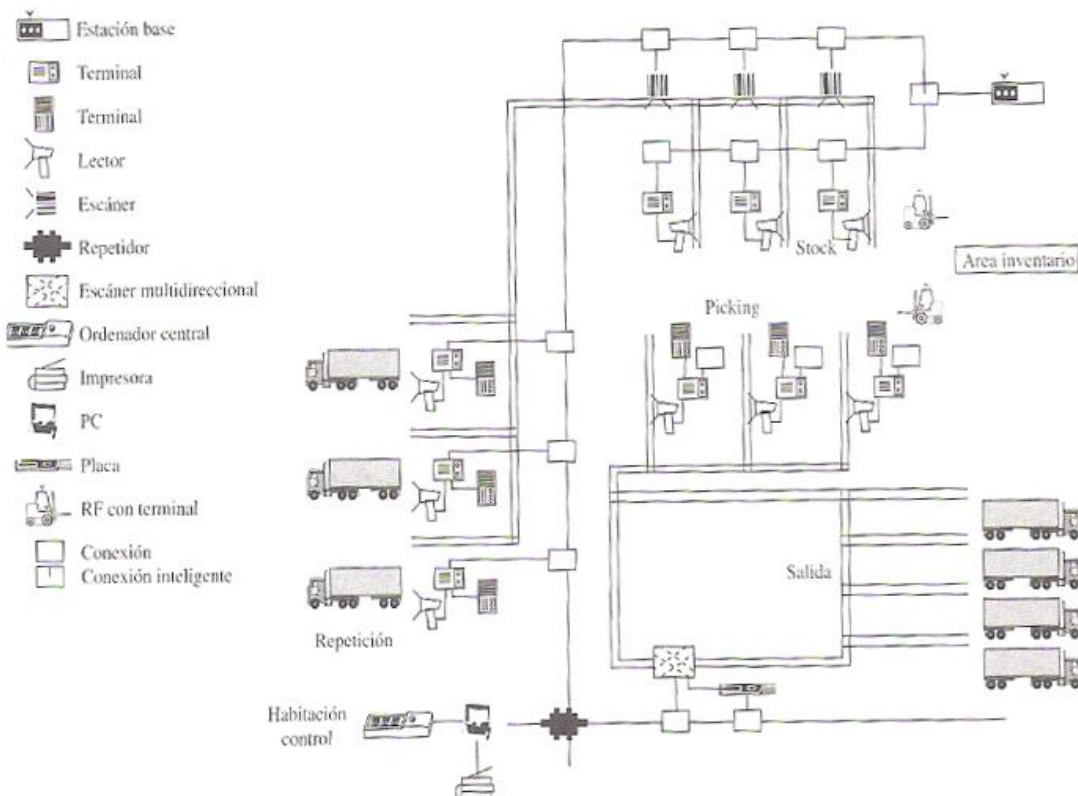 Estación base
Terminal
Terminal
Lector
Escáner
Repetidor
Escáner multidireccional
Ordenador central
Impresora
PC
Placa
RF con terminal
Conexión
Conexión inteligente
Stock
Area inventario
Picking
Salida
Repetición
Habitación
control